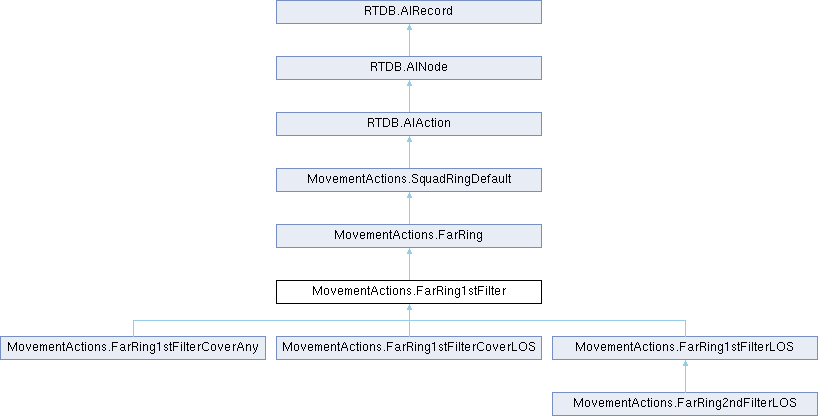 RTDB.AIRecord
RTDB.AINode
RTDB.AIAction
MovementActions.SquadRingDefault
MovementActions.FarRing
MovementActions.FarRing1stFilter
MovementActions.FarRing1stFilterCoverAny
MovementActions.FarRing1stFilterCoverLOS
MovementActions.FarRing1stFilterLOS
MovementActions.FarRing2ndFilterLOS